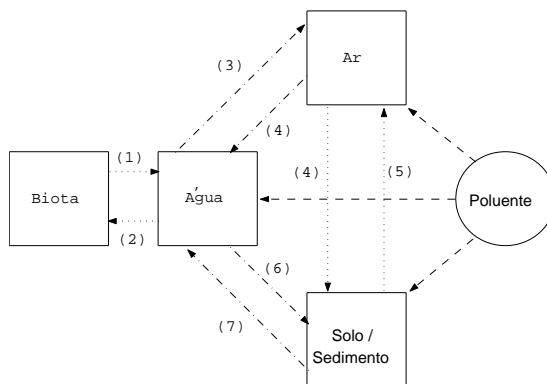 Ar
(3)
(4)
(1)
(4)
(5)
Biota
Água
Poluente
(2)
(6)
(7)
Solo /
Sedimento